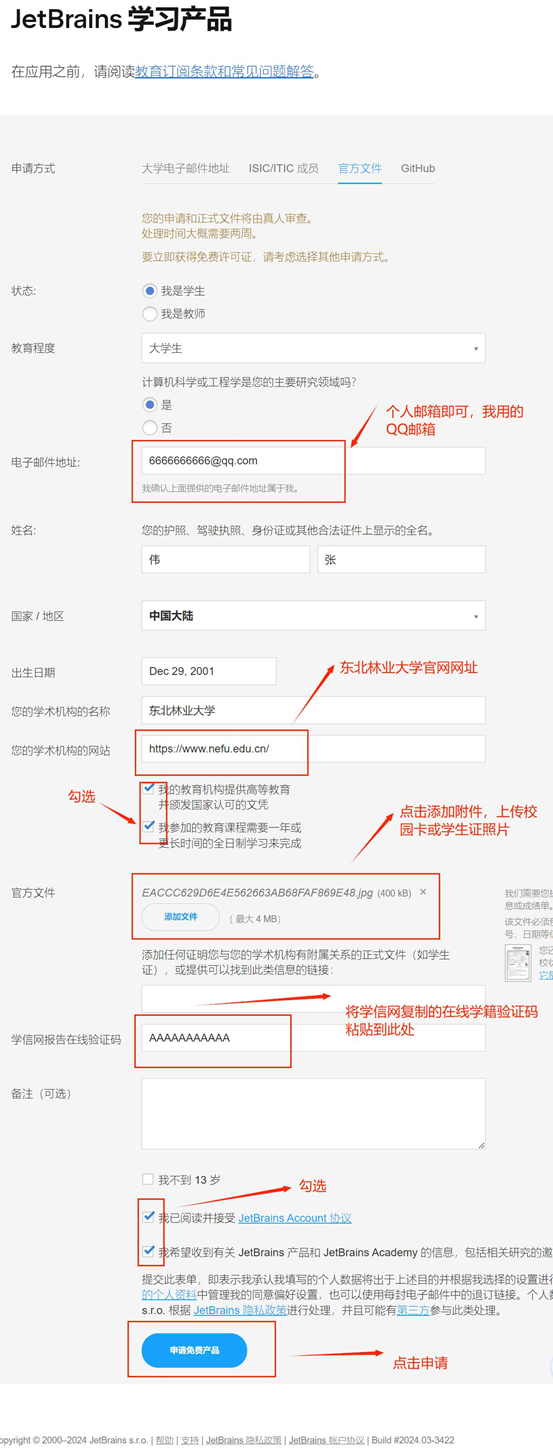 JetBrains 学习产品
在应用之前，请阅读教育订阅条款和常见问题解答。
申请方式
大学电子邮件地址
ISIC/ITIC 成员
官方文件
GitHub
您的申请和正式文件将由真人审查。
处理时间大概需要两周。
要立即获得免费许可证，请考虑选择其他申请方式。
状态:
我是学生
我是教师
教育程度
大学生
计算机科学或工程学是您的主要研究领域吗?
是
否
个人邮箱即可，我用的
QQ邮箱
电子邮件地址:
6666666666@qq.com
我确认上面提供的电子邮件地址属于我。
姓名:
您的护照、驾驶执照、身份证或其他合法证件上显示的全名。
伟
张
国家 / 地区
中国大陆
出生日期
Dec 29, 2001
东北林业大学官网网址
您的学术机构的名称
东北林业大学
您的学术机构的网站
https://www.nefu.edu.cn/
勾选
我的教育机构提供高等教育
并颁发国家认可的文凭
我参加的教育课程需要一年或
更长时间的全日制学习来完成
点击添加附件，上传校
园卡或学生证照片
官方文件
EACCC629D6E4E562663AB68FAF869E48.jpg (400 kB) ×
添加文件
( 最大 4 MB)
我们需要您提
息或成绩单。
该文件必须包
号、日期等信
您还
校状
它是
添加任何证明您与您的学术机构有附属关系的正式文件（如学生
证），或提供可以找到此类信息的链接：
将学信网复制的在线学籍验证码
粘贴到此处
学信网报告在线验证码
AAAAAAAAAAA
备注（可选）
我不到 13 岁
勾选
我已阅读并接受 JetBrains Account 协议
我希望收到有关 JetBrains 产品和 JetBrains Academy 的信息，包括相关研究的邀
提交此表单，即表示我承认我填写的个人数据将出于上述目的并根据我选择的设置进行
的个人资料中管理我的同意偏好设置，也可以使用每封电子邮件中的退订链接。个人数
s.r.o. 根据 JetBrains 隐私政策进行处理，并且可能有第三方参与此类处理。
申请免费产品
点击申请
opyright © 2000–2024 JetBrains s.r.o. | 帮助 | 支持 | JetBrains 隐私政策 | JetBrains 帐户协议 | Build #2024.03-3422